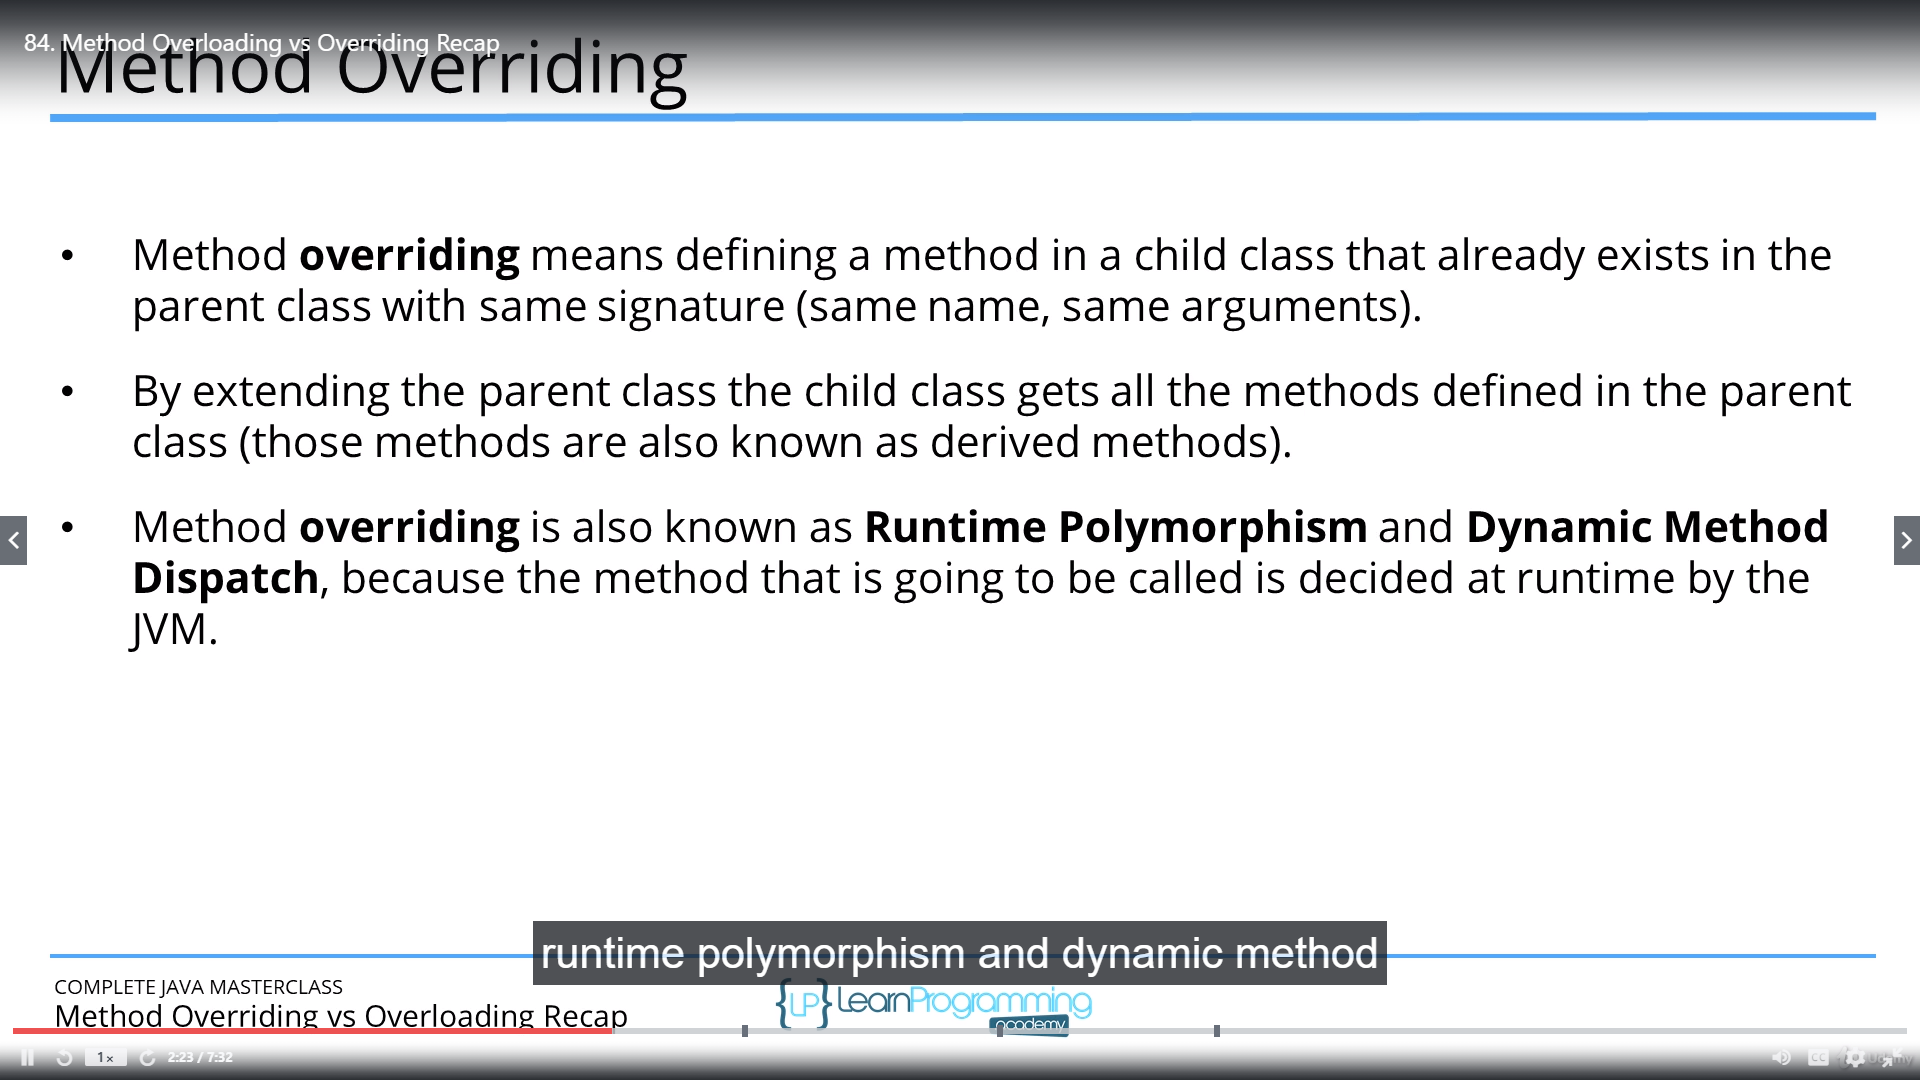 84. Method Overloading vs Overriding Recap
Method Overriding
• Method overriding means defining a method in a child class that already exists in the
parent class with same signature (same name, same arguments).
• By extending the parent class the child class gets all the methods defined in the parent
class (those methods are also known as derived methods).
• Method overriding is also known as Runtime Polymorphism and Dynamic Method
Dispatch, because the method that is going to be called is decided at runtime by the
JVM.
runtime polymorphism and dynamic method
COMPLETE JAVA MASTERCLASS
Method Overriding vs Overloading Recap
{LP} LearnProgramming
academy
1x
2:23 / 7:32
CC